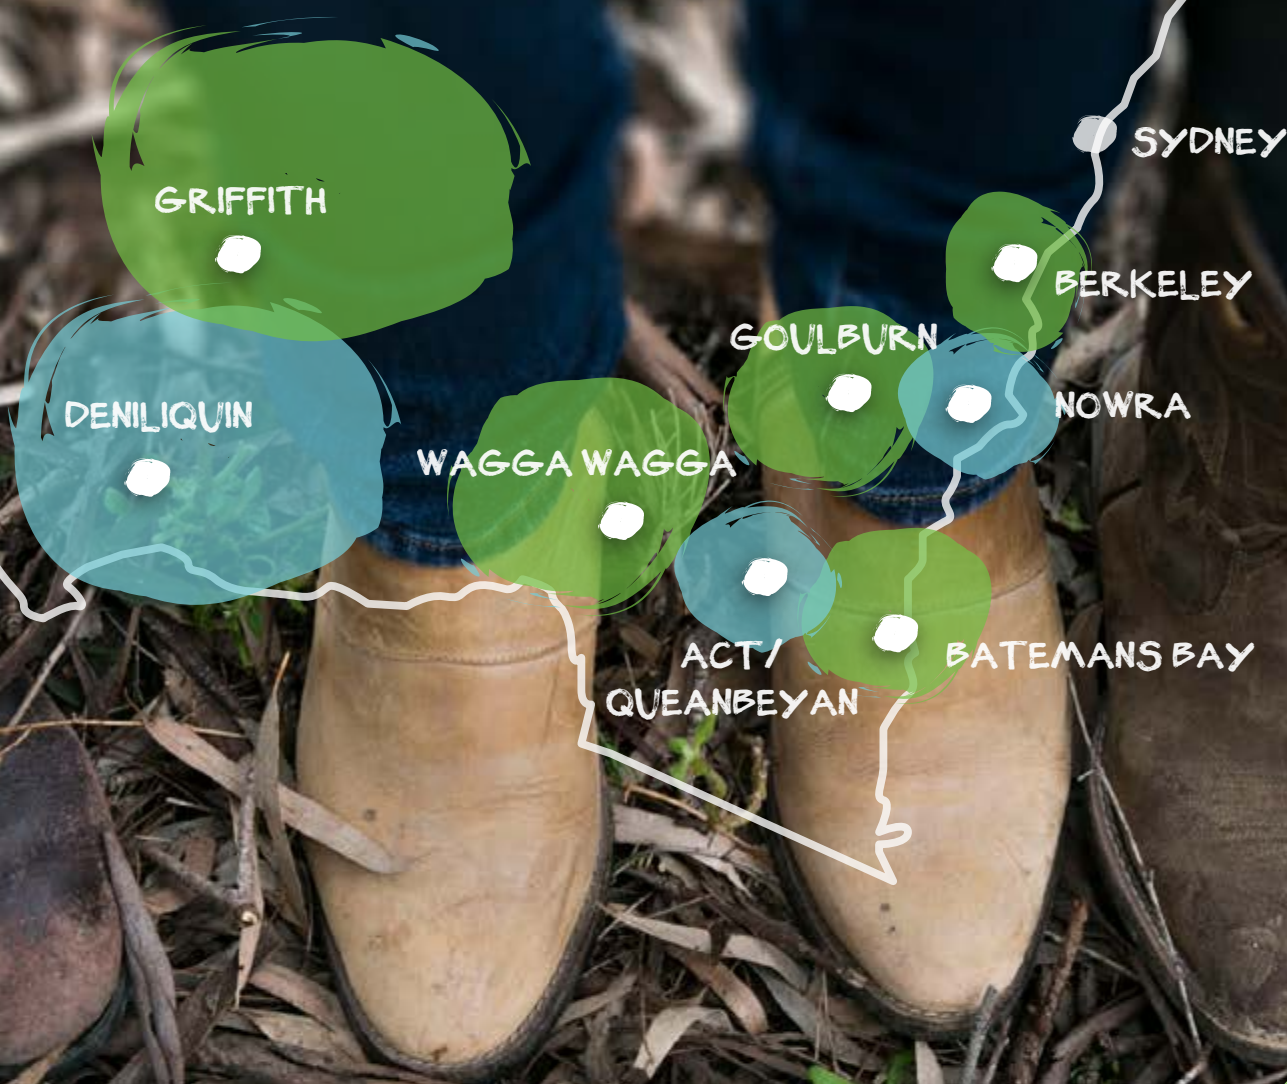 SYDNEY
GRIFFITH
BERKELEY
GOULBURN
NOWRA
DENILIQUIN
WAGGA WAGGA
ACT/
QUEANBEYAN
BATEMANS BAY